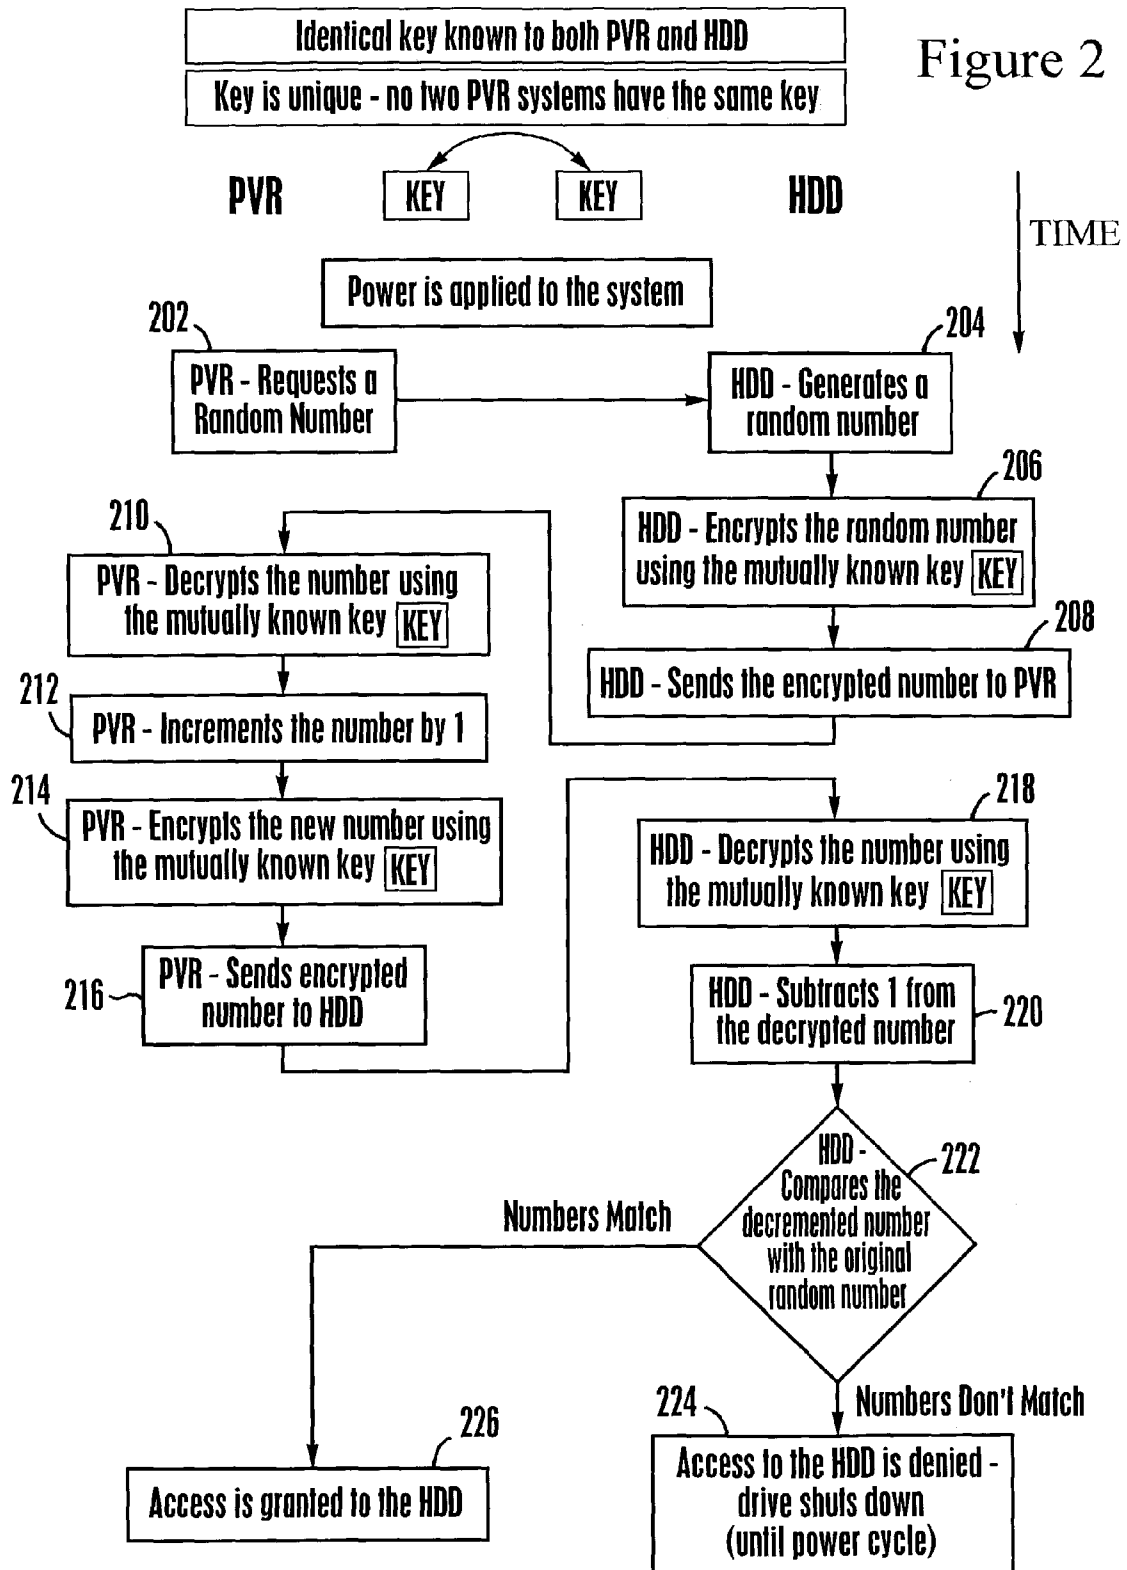 Identical key known to both PVR and HDD
Figure 2
Key is unique - no two PVR systems have the same key
PVR
KEY
KEY
HDD
TIME
Power is applied to the system
202
204
PVR - Requests a
Random Number
HDD - Generates a
random number
206
HDD - Encrypts the random number
using the mutually known key KEY
208
HDD - Sends the encrypted number to PVR
210
PVR - Decrypts the number using
the mutually known key KEY
212
PVR - Increments the number by 1
214
PVR - Encrypts the new number using
the mutually known key KEY
216
PVR - Sends encrypted
number to HDD
218
HDD - Decrypts the number using
the mutually known key KEY
HDD - Subtracts 1 from
the decrypted number
220
HDD -
Compares the
decremented number
with the original
random number
222
Numbers Match
Numbers Don't Match
226
Access is granted to the HDD
224
Access to the HDD is denied -
drive shuts down
(until power cycle)